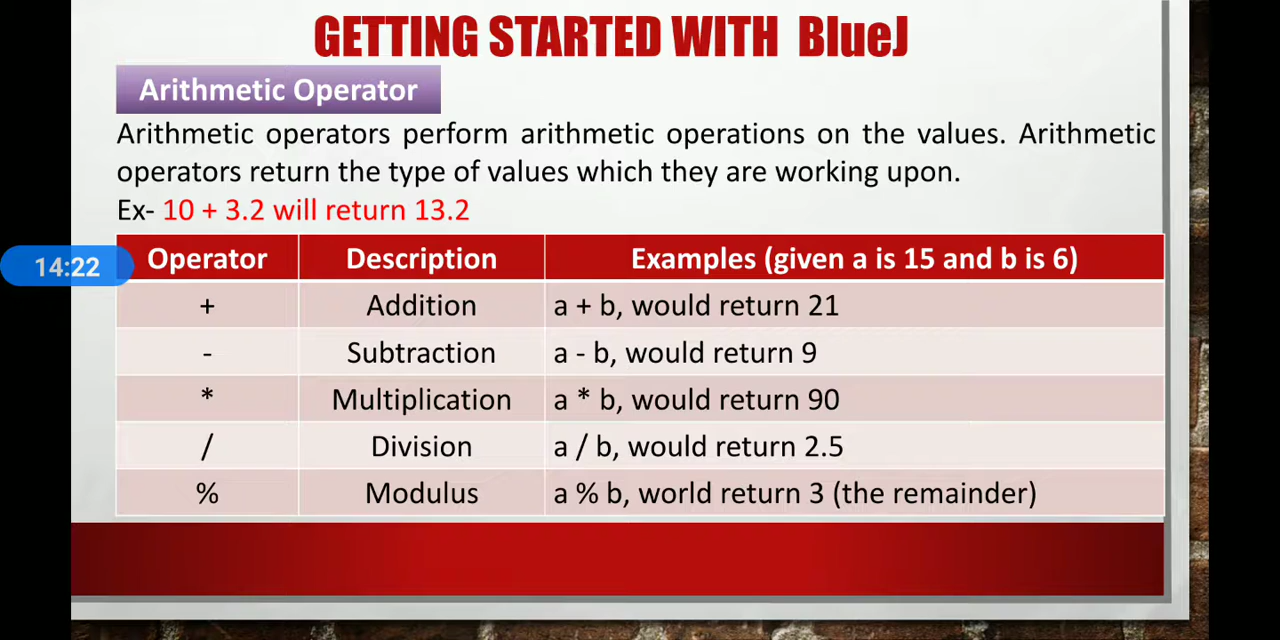 GETTING STARTED WITH BlueJ
Arithmetic Operator
Arithmetic operators perform arithmetic operations on the values. Arithmetic
operators return the type of values which they are working upon.
Ex- 10 + 3.2 will return 13.2
14:22
Operator Description Examples (given a is 15 and b is 6)
+ Addition a + b, would return 21
- Subtraction a - b, would return 9
* Multiplication a * b, would return 90
/ Division a / b, would return 2.5
% Modulus a % b, world return 3 (the remainder)